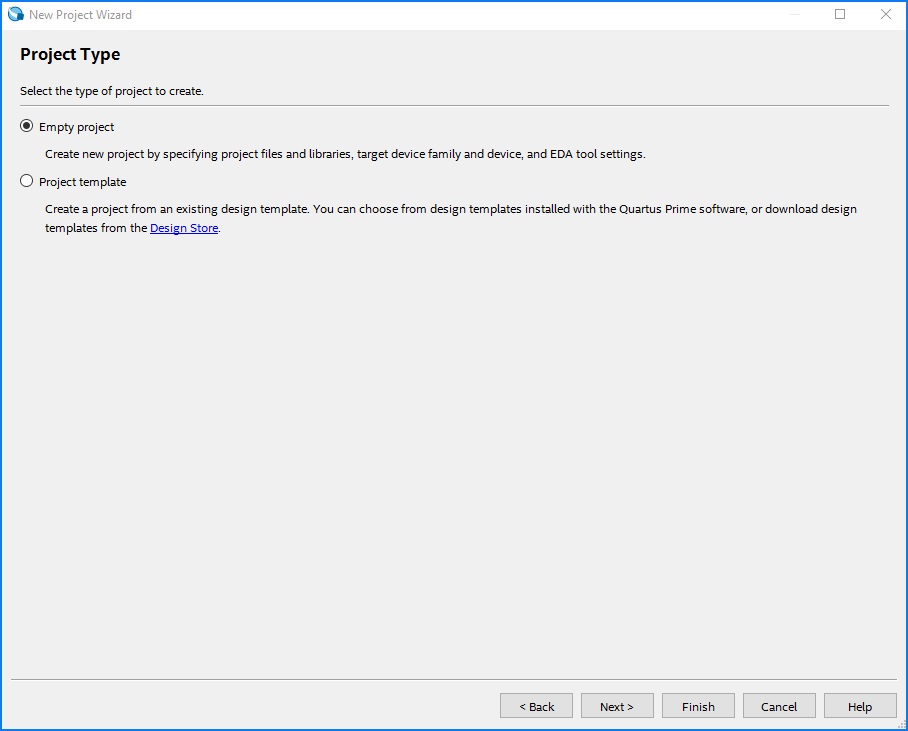 New Project Wizard
Project Type
Select the type of project to create.
Empty project
Create new project by specifying project files and libraries, target device family and device, and EDA tool settings.
Project template
Create a project from an existing design template. You can choose from design templates installed with the Quartus Prime software, or download design
templates from the Design Store.
< Back Next > Finish Cancel Help